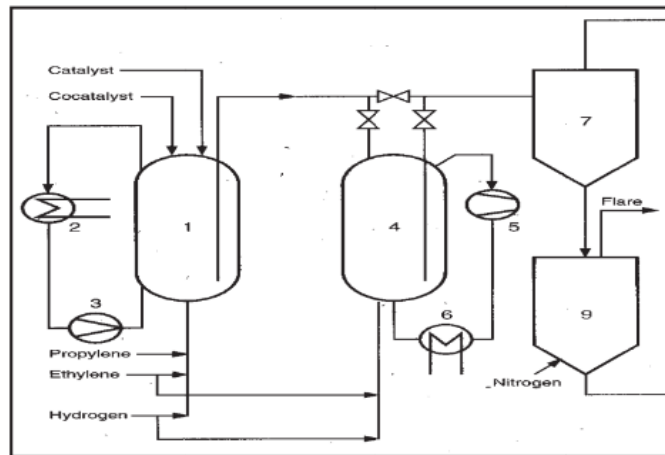 Catalyst
Cocatalyst
1
2
3
4
5
6
7
Flare
9
Propylene
Ethylene
Nitrogen
Hydrogen